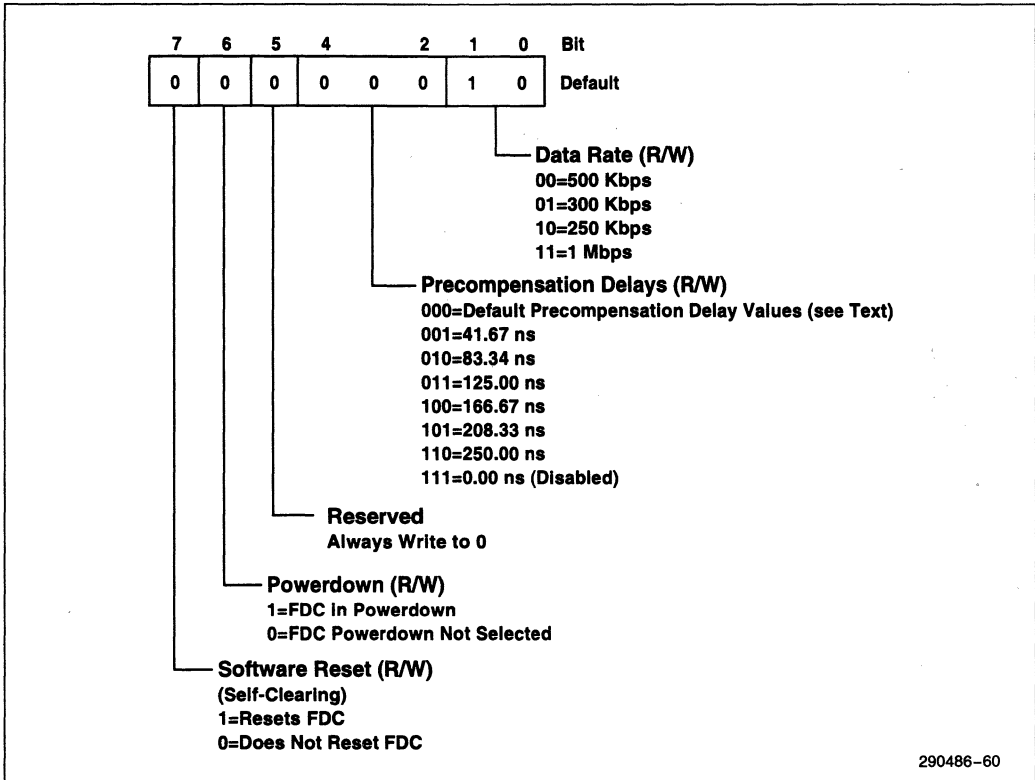 7 6 5 4 2 1 0 Bit
0 0 0 0 0 0 1 0 Default
Data Rate (R/W)
00=500 Kbps
01=300 Kbps
10=250 Kbps
11=1 Mbps
Precompensation Delays (R/W)
000=Default Precompensation Delay Values (see Text)
001=41.67 ns
010=83.34 ns
011=125.00 ns
100=166.67 ns
101=208.33 ns
110=250.00 ns
111=0.00 ns (Disabled)
Reserved
Always Write to 0
Powerdown (R/W)
1=FDC in Powerdown
0=FDC Powerdown Not Selected
Software Reset (R/W)
(Self-Clearing)
1=Resets FDC
0=Does Not Reset FDC
290486-60